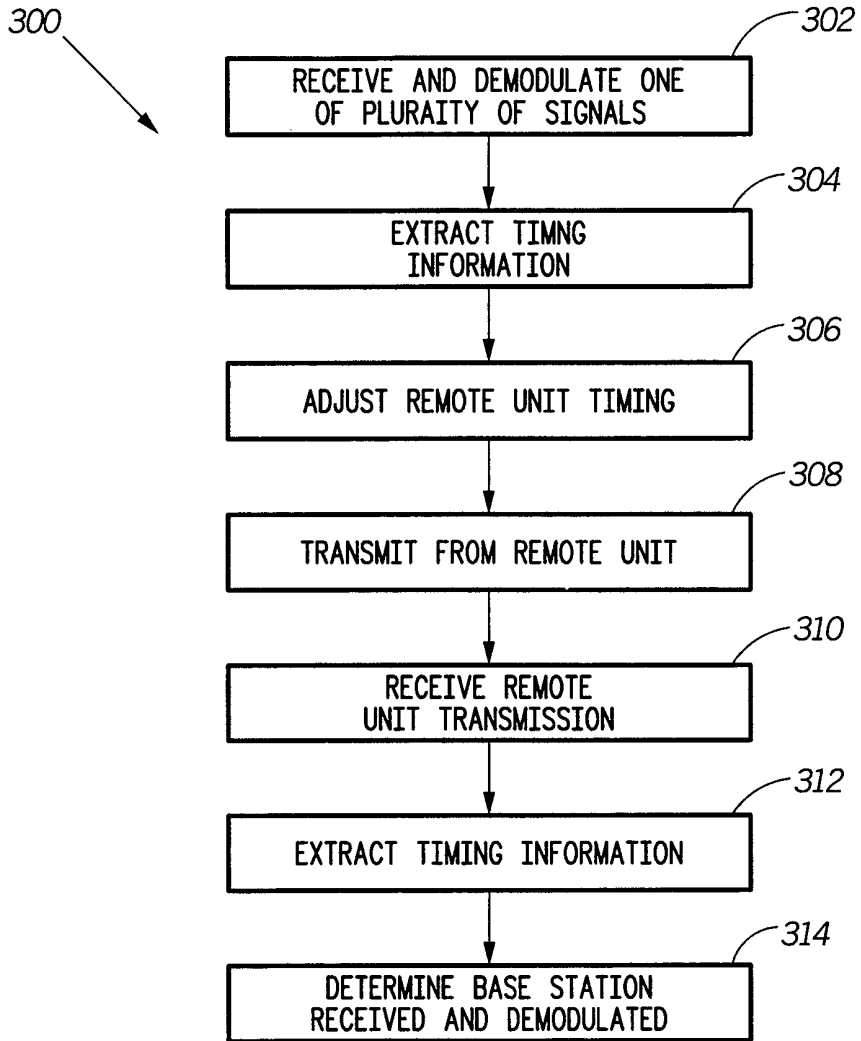 300
302
RECEIVE AND DEMODULATE ONE
OF PLURAITY OF SIGNALS
304
EXTRACT TIMNG
INFORMATION
306
ADJUST REMOTE UNIT TIMING
308
TRANSMIT FROM REMOTE UNIT
310
RECEIVE REMOTE
UNIT TRANSMISSION
312
EXTRACT TIMING INFORMATION
314
DETERMINE BASE STATION
RECEIVED AND DEMODULATED